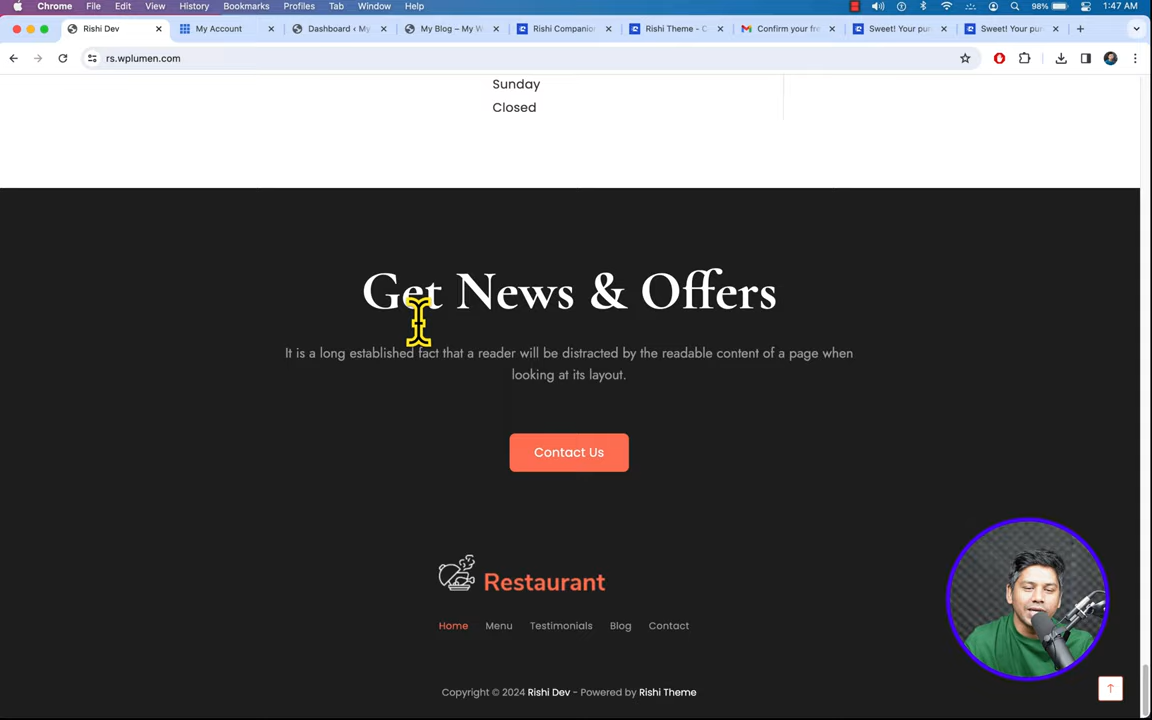 Chrome File Edit View History Bookmarks Profiles Tab Window Help 98% 1:47 AM
Rishi Dev My Account Dashboard ‹ My My Blog – My W Rishi Companio Rishi Theme - C Confirm your fre Sweet! Your pur Sweet! Your pur
rs.wplumen.com
Sunday
Closed
Get News & Offers
It is a long established fact that a reader will be distracted by the readable content of a page when
looking at its layout.
Contact Us
Restaurant
Home Menu Testimonials Blog Contact
Copyright © 2024 Rishi Dev - Powered by Rishi Theme